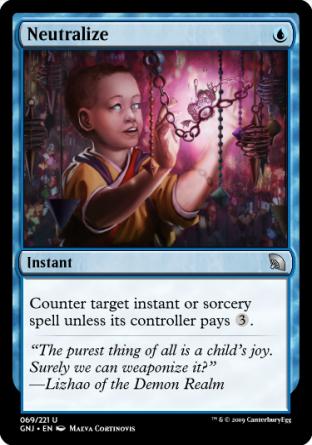 Neutralize
Instant
Counter target instant or sorcery
spell unless its controller pays 3.
“The purest thing of all is a child's joy.
Surely we can weaponize it?”
—Lizhao of the Demon Realm
069/221 U
GNJ • EN Maeva Cortinovis
™ & © 2019 CanterburyEgg